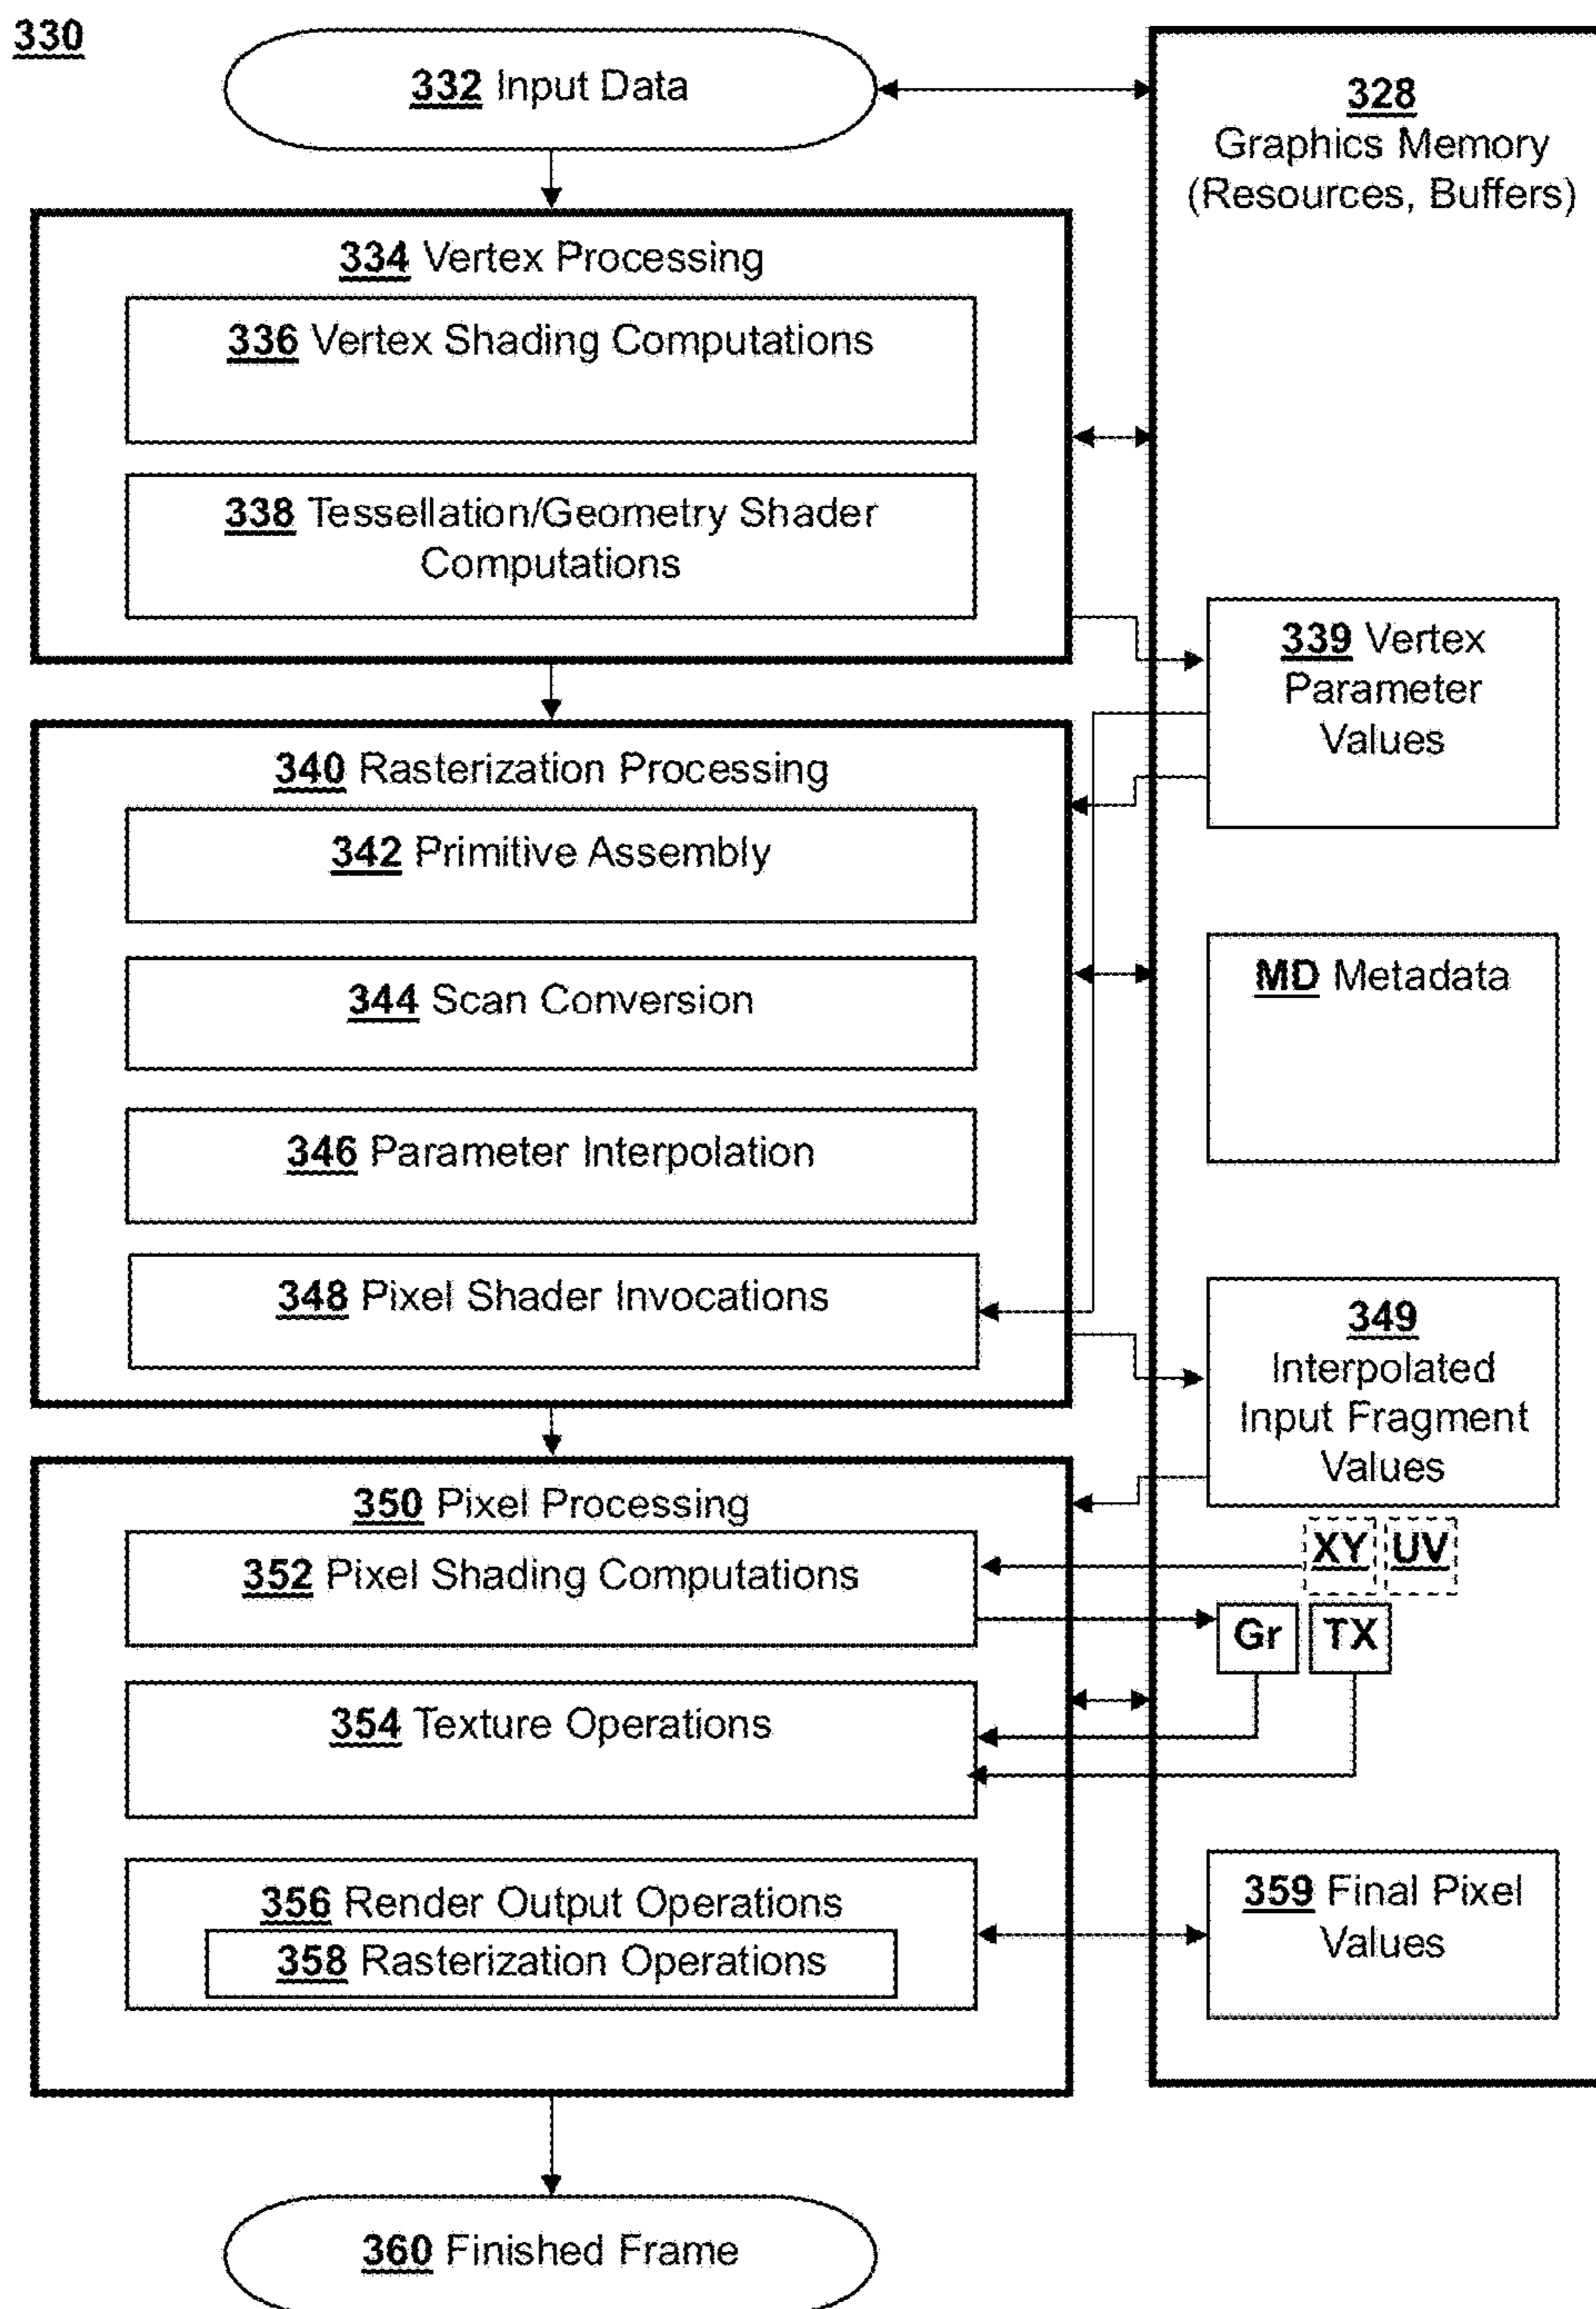 330
332 Input Data
328
Graphics Memory
(Resources, Buffers)
334 Vertex Processing
336 Vertex Shading Computations
338 Tessellation/Geometry Shader
Computations
339 Vertex
Parameter
Values
340 Rasterization Processing
342 Primitive Assembly
344 Scan Conversion
MD Metadata
346 Parameter Interpolation
348 Pixel Shader Invocations
349
Interpolated
Input Fragment
Values
350 Pixel Processing
352 Pixel Shading Computations
XY UV
Gr TX
354 Texture Operations
356 Render Output Operations
358 Rasterization Operations
359 Final Pixel
Values
360 Finished Frame